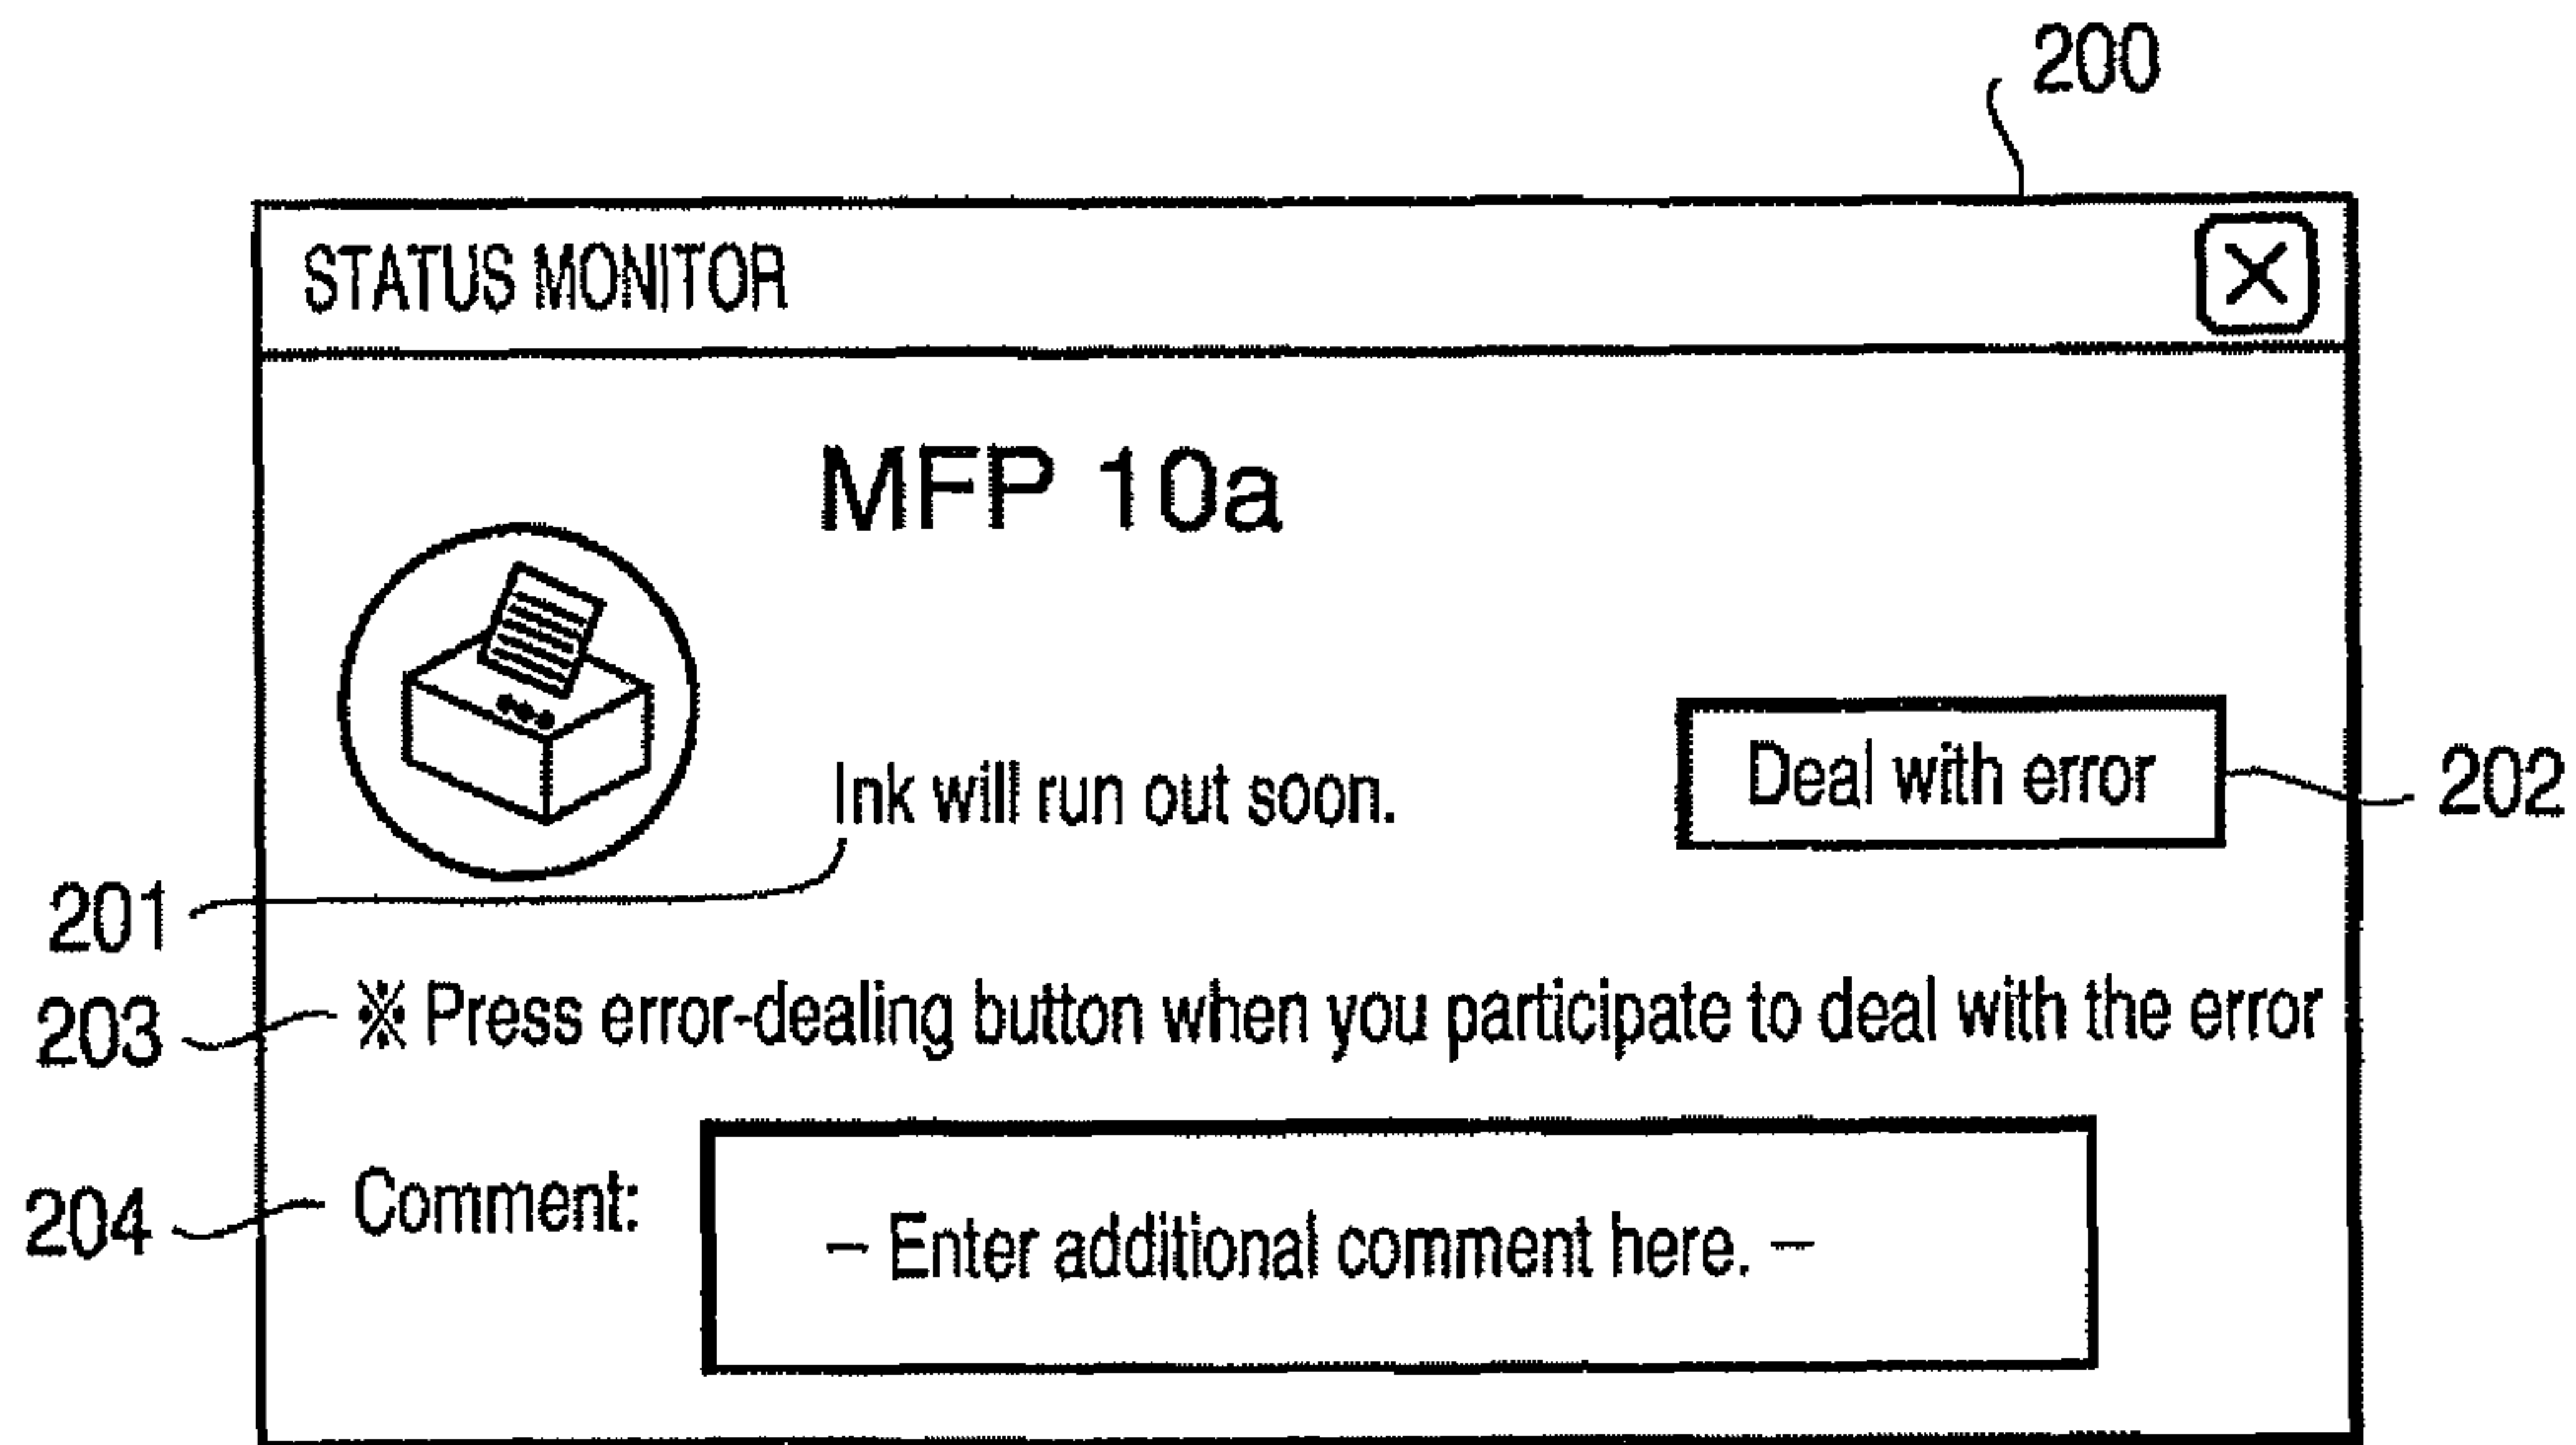 200
STATUS MONITOR
MFP 10a
Ink will run out soon.
Deal with error
202
201
203
※ Press error-dealing button when you participate to deal with the error
204
Comment:
– Enter additional comment here. –